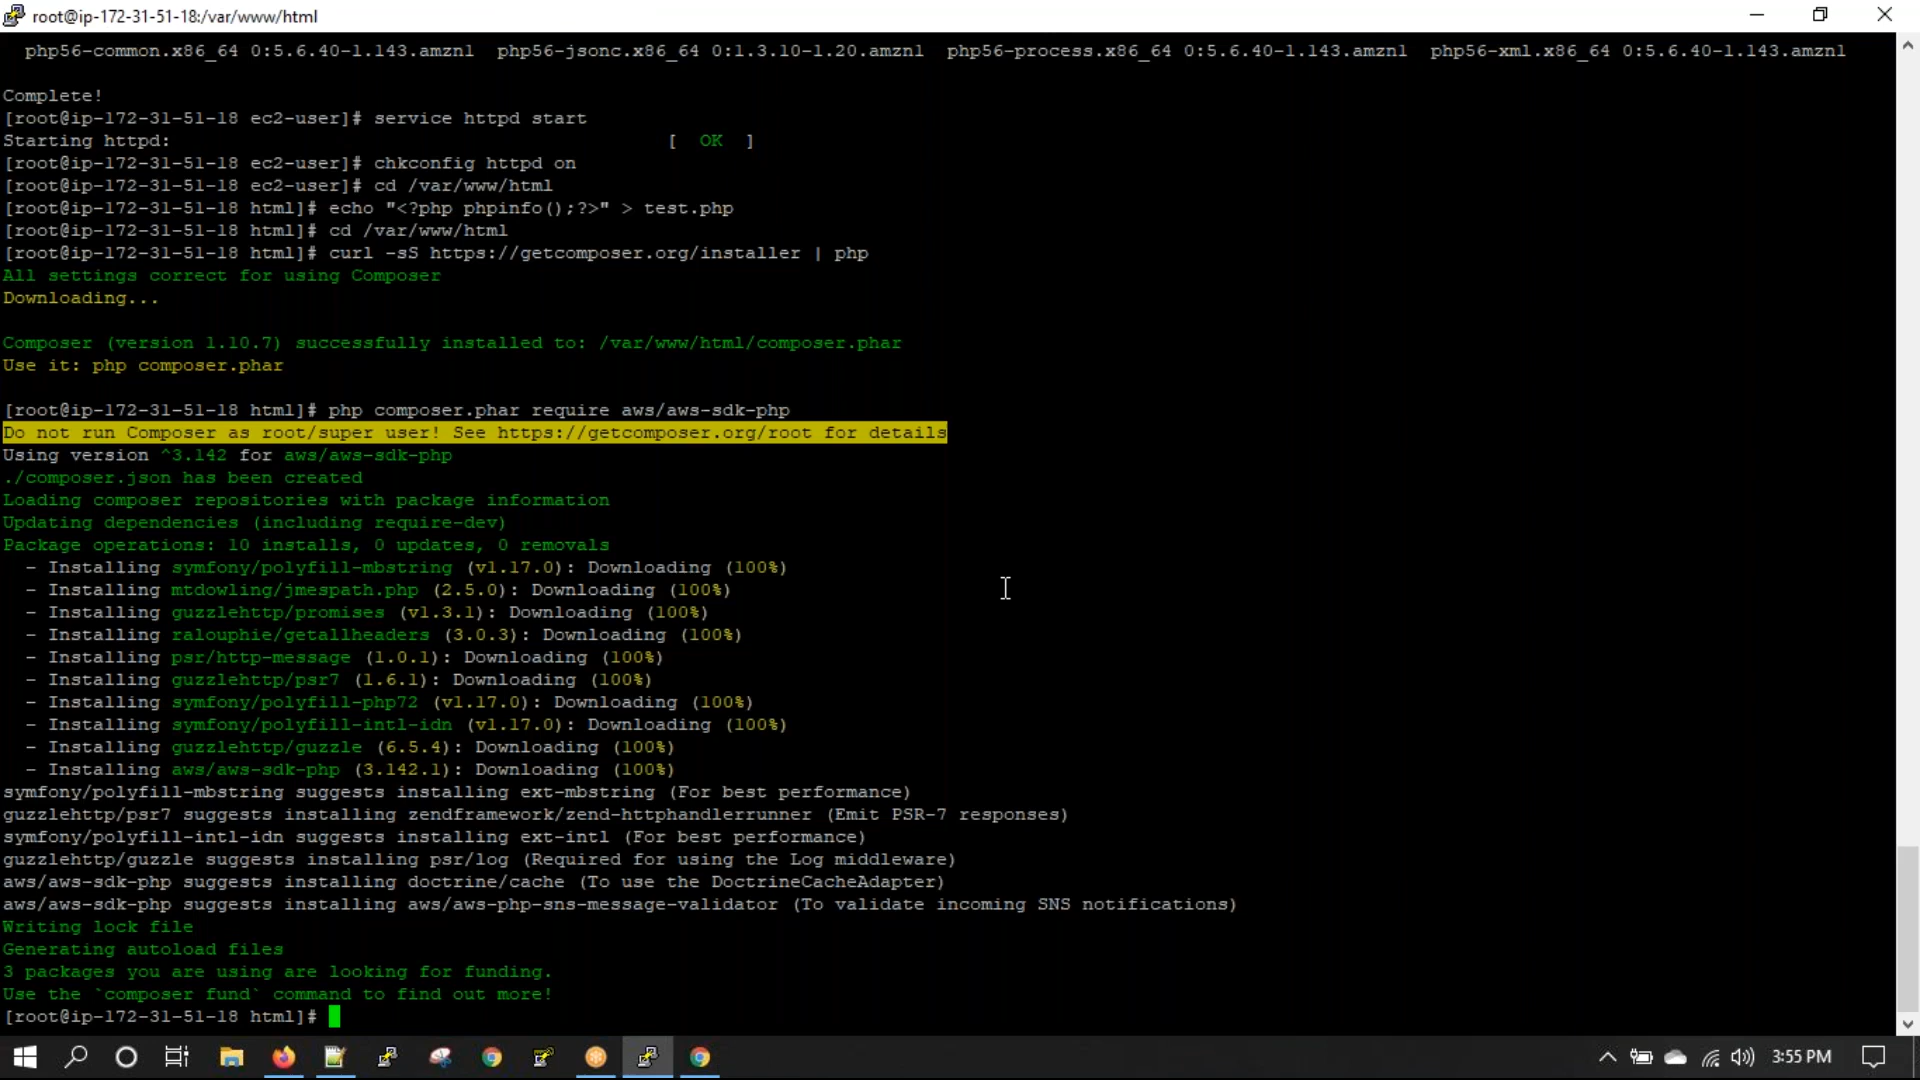 root@ip-172-31-51-18:/var/www/html
php56-common.x86_64 0:5.6.40-1.143.amzn1  php56-jsonc.x86_64 0:1.3.10-1.20.amzn1  php56-process.x86_64 0:5.6.40-1.143.amzn1  php56-xml.x86_64 0:5.6.40-1.143.amzn1
Complete!
[root@ip-172-31-51-18 ec2-user]# service httpd start
Starting httpd: [  OK  ]
[root@ip-172-31-51-18 ec2-user]# chkconfig httpd on
[root@ip-172-31-51-18 ec2-user]# cd /var/www/html
[root@ip-172-31-51-18 html]# echo "<?php phpinfo();?>" > test.php
[root@ip-172-31-51-18 html]# cd /var/www/html
[root@ip-172-31-51-18 html]# curl -sS https://getcomposer.org/installer | php
All settings correct for using Composer
Downloading...
Composer (version 1.10.7) successfully installed to: /var/www/html/composer.phar
Use it: php composer.phar
[root@ip-172-31-51-18 html]# php composer.phar require aws/aws-sdk-php
Do not run Composer as root/super user! See https://getcomposer.org/root for details
Using version ^3.142 for aws/aws-sdk-php
./composer.json has been created
Loading composer repositories with package information
Updating dependencies (including require-dev)
Package operations: 10 installs, 0 updates, 0 removals
- Installing symfony/polyfill-mbstring (v1.17.0): Downloading (100%)
- Installing mtdowling/jmespath.php (2.5.0): Downloading (100%)
- Installing guzzlehttp/promises (v1.3.1): Downloading (100%)
- Installing ralouphie/getallheaders (3.0.3): Downloading (100%)
- Installing psr/http-message (1.0.1): Downloading (100%)
- Installing guzzlehttp/psr7 (1.6.1): Downloading (100%)
- Installing symfony/polyfill-php72 (v1.17.0): Downloading (100%)
- Installing symfony/polyfill-intl-idn (v1.17.0): Downloading (100%)
- Installing guzzlehttp/guzzle (6.5.4): Downloading (100%)
- Installing aws/aws-sdk-php (3.142.1): Downloading (100%)
symfony/polyfill-mbstring suggests installing ext-mbstring (For best performance)
guzzlehttp/psr7 suggests installing zendframework/zend-httphandlerrunner (Emit PSR-7 responses)
symfony/polyfill-intl-idn suggests installing ext-intl (For best performance)
guzzlehttp/guzzle suggests installing psr/log (Required for using the Log middleware)
aws/aws-sdk-php suggests installing doctrine/cache (To use the DoctrineCacheAdapter)
aws/aws-sdk-php suggests installing aws/aws-php-sns-message-validator (To validate incoming SNS notifications)
Writing lock file
Generating autoload files
3 packages you are using are looking for funding.
Use the `composer fund` command to find out more!
[root@ip-172-31-51-18 html]#
3:55 PM